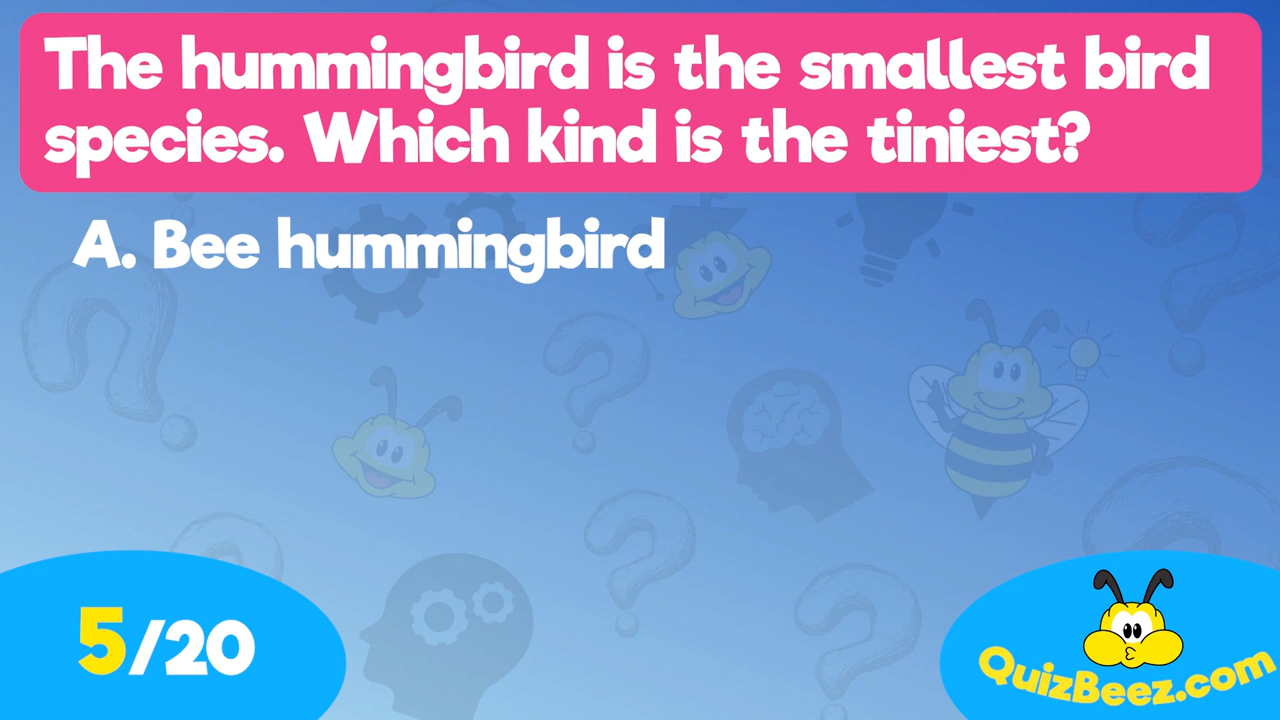 The hummingbird is the smallest bird
species. Which kind is the tiniest?
A. Bee hummingbird
5/20
QuizBeez.com